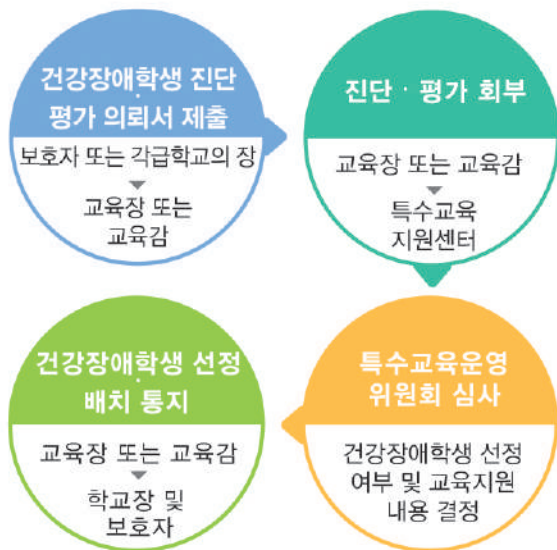 건강장애학생 진단
·
평가 의뢰서 제출
보호자 또는 각급학교의 장
교육장 또는
교육감
진단 · 평가 회부
교육장 또는 교육감
특수교육
지원센터
특수교육운영
위원회 심사
건강장애학생 선정
여부 및 교육지원
내용 결정
건강장애학생 선정
·
배치 통지
교육장 또는 교육감
학교장 및
보호자